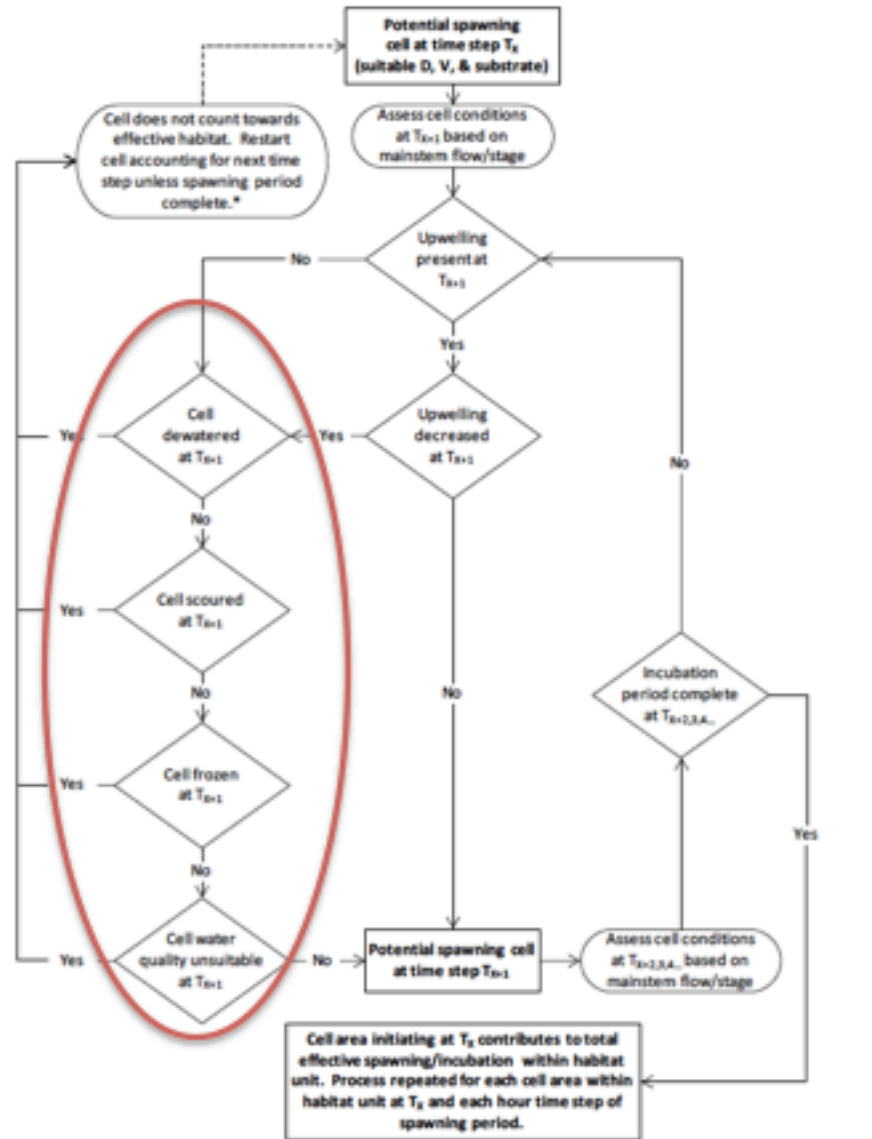 Potential spawning
cell at time step Tx
(suitable D, V, & substrate)
Cell does not count towards
effective habitat. Restart
cell accounting for next time
step unless spawning period
complete.*
Assess cell conditions
at Tx+1 based on
mainstem flow/stage
Upwelling
present at
Tx+1
No
Yes
Cell
dewatered
at Tx+1
Yes
Yes
Upwelling
decreased
at Tx+1
No
No
Cell scoured
at Tx+1
Yes
No
No
Incubation
period complete
at Tx+2,3,4...
Cell frozen
at Tx+1
Yes
Yes
No
Cell water
quality unsuitable
at Tx+1
Yes
No
Potential spawning cell
at time step Tx+1
Assess cell conditions
at Tx+2,3,4... based on
mainstem flow/stage
Cell area initiating at Tx contributes to total
effective spawning/incubation within habitat
unit. Process repeated for each cell area within
habitat unit at Tx and each hour time step of
spawning period.